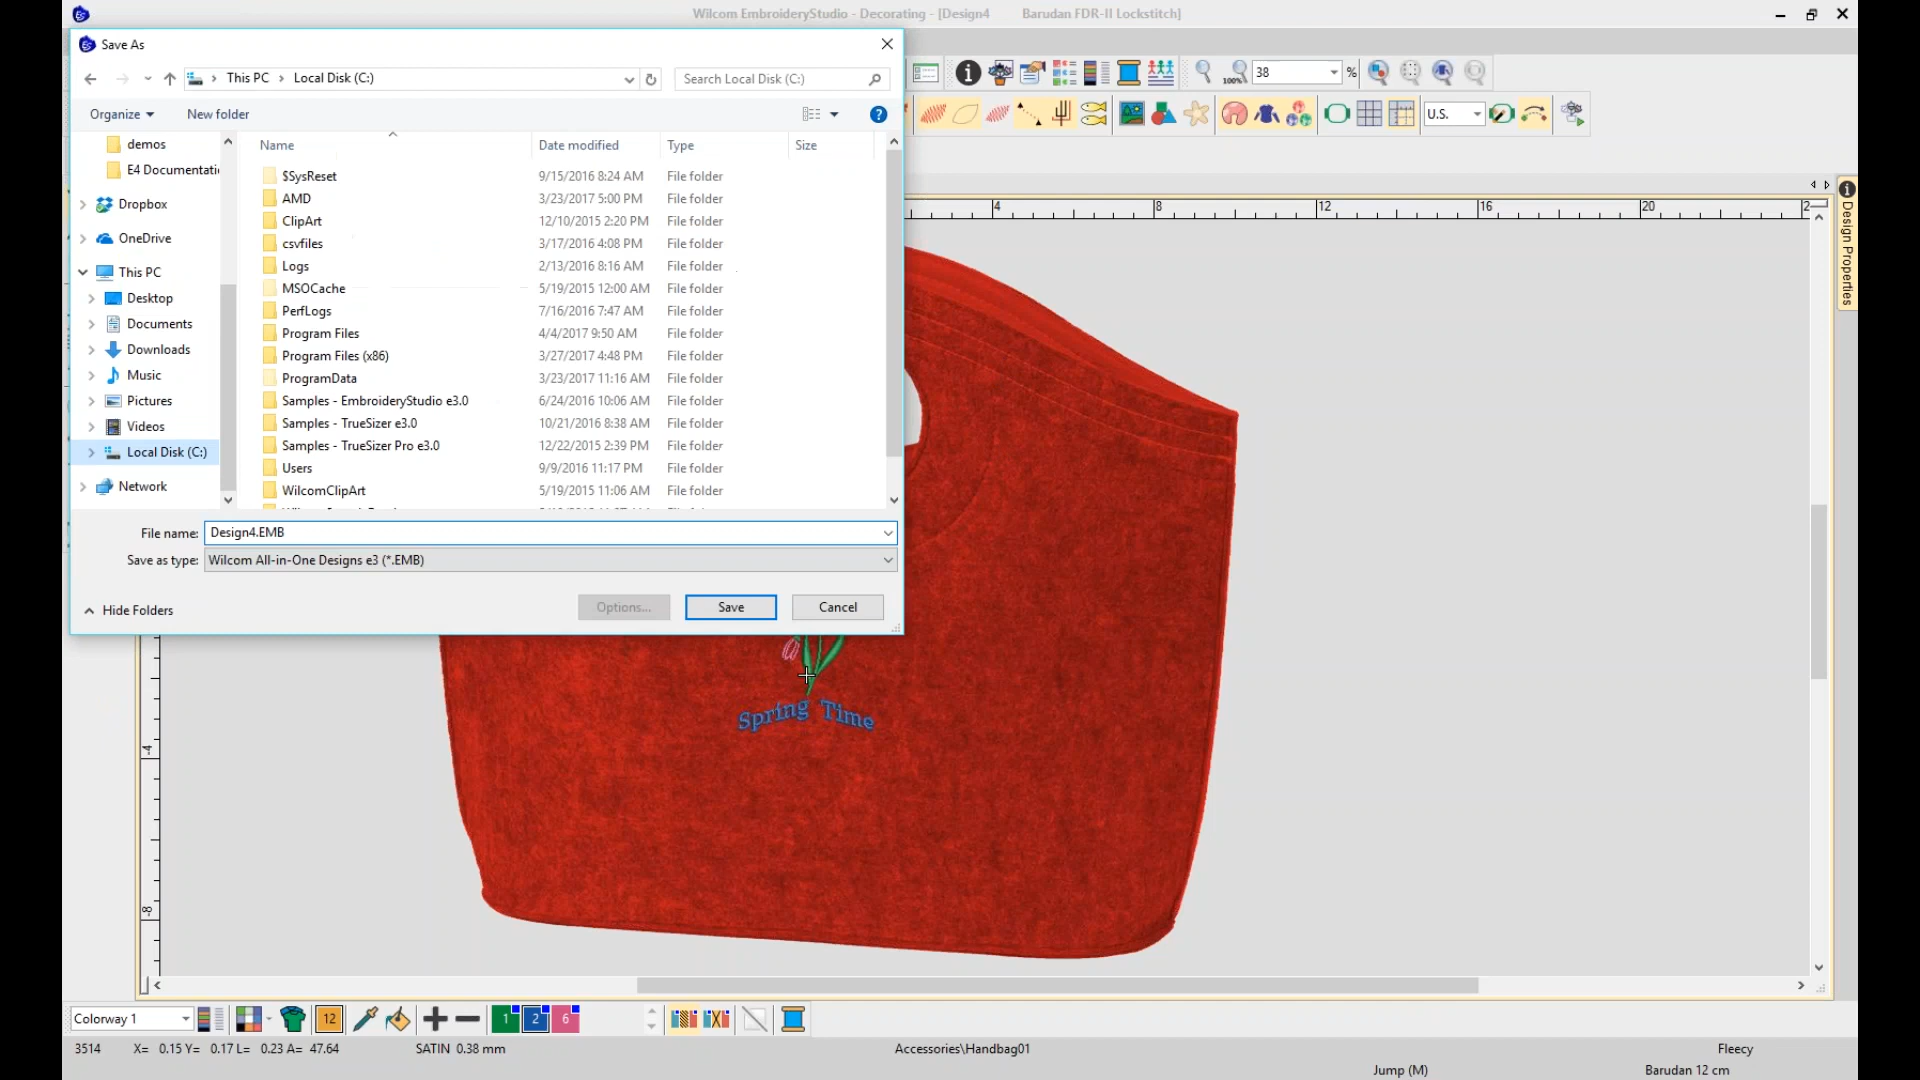 Wilcom EmbroideryStudio - Decorating - [Design4 Barudan FDR-II Lockstitch]
Save As
This PC Local Disk (C:)
Search Local Disk (C:)
100% 38 %
Organize New folder
U.S.
demos
E4 Documentati
Dropbox
OneDrive
This PC
Desktop
Documents
Downloads
Music
Pictures
Videos
Local Disk (C:)
Network
Name Date modified Type Size
$SysReset 9/15/2016 8:24 AM File folder
AMD 3/23/2017 5:00 PM File folder
ClipArt 12/10/2015 2:20 PM File folder
csvfiles 3/17/2016 4:08 PM File folder
Logs 2/13/2016 8:16 AM File folder
MSOCache 5/19/2015 12:00 AM File folder
PerfLogs 7/16/2016 7:47 AM File folder
Program Files 4/4/2017 9:50 AM File folder
Program Files (x86) 3/27/2017 4:48 PM File folder
ProgramData 3/23/2017 11:16 AM File folder
Samples - EmbroideryStudio e3.0 6/24/2016 10:06 AM File folder
Samples - TrueSizer e3.0 10/21/2016 8:38 AM File folder
Samples - TrueSizer Pro e3.0 12/22/2015 2:39 PM File folder
Users 9/9/2016 11:17 PM File folder
WilcomClipArt 5/19/2015 11:06 AM File folder
File name: Design4.EMB
Save as type: Wilcom All-in-One Designs e3 (*.EMB)
Hide Folders
Options... Save Cancel
4 8 12 16 20 2
Design Properties
-4
-8
Spring Time
Colorway 1 12 1 2 6
3514 X= 0.15 Y= 0.17 L= 0.23 A= 47.64 SATIN 0.38 mm Accessories\Handbag01 Fleecy
Jump (M) Barudan 12 cm